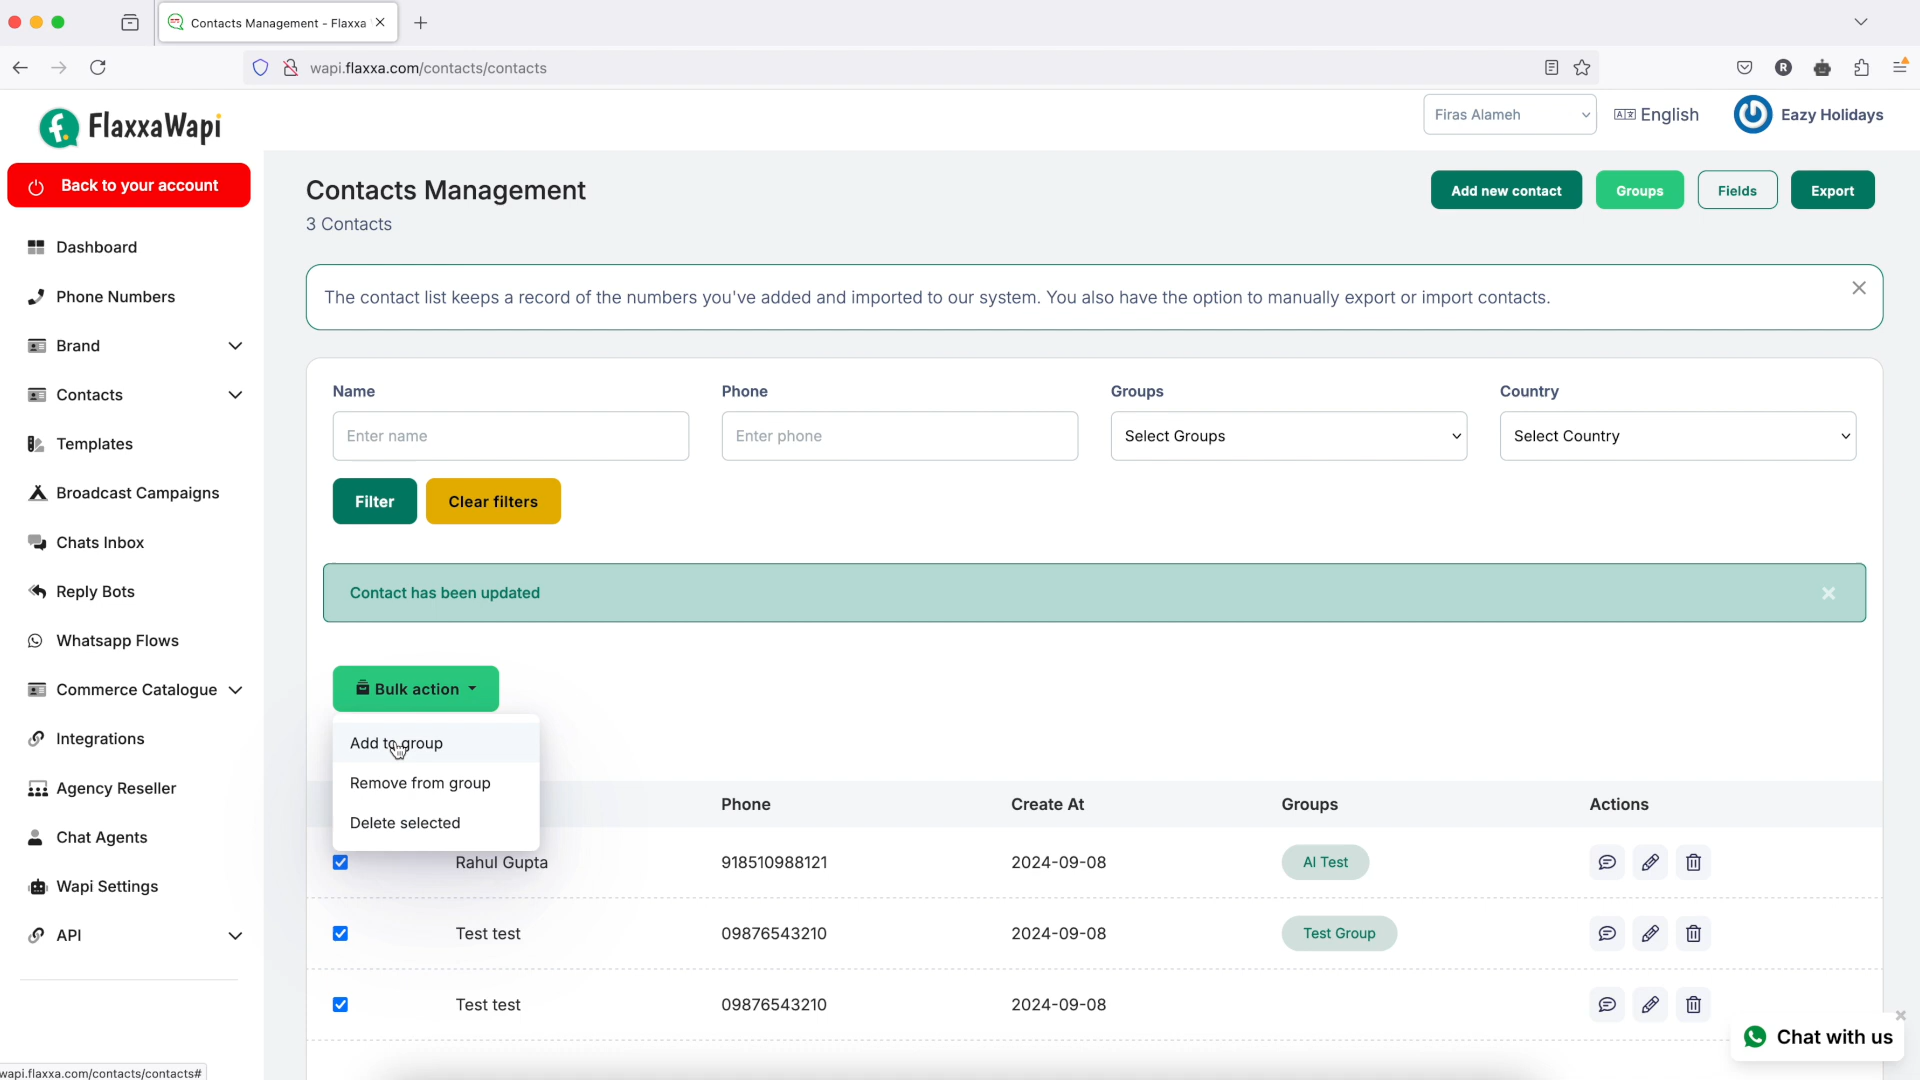 Contacts Management - Flaxxa
wapi.flaxxa.com/contacts/contacts
R
FlaxxaWapi
Firas Alameh
English
Eazy Holidays
Back to your account
Dashboard
Phone Numbers
Brand
Contacts
Templates
Broadcast Campaigns
Chats Inbox
Reply Bots
Whatsapp Flows
Commerce Catalogue
Integrations
Agency Reseller
Chat Agents
Wapi Settings
API
Contacts Management
3 Contacts
Add new contact
Groups
Fields
Export
The contact list keeps a record of the numbers you've added and imported to our system. You also have the option to manually export or import contacts.
Name
Phone
Groups
Country
Enter name
Enter phone
Select Groups
Select Country
Filter
Clear filters
Contact has been updated
Bulk action
Add to group
Remove from group
Delete selected
Phone
Create At
Groups
Actions
Rahul Gupta
918510988121
2024-09-08
AI Test
Test test
09876543210
2024-09-08
Test Group
Test test
09876543210
2024-09-08
Chat with us
wapi.flaxxa.com/contacts/contacts#